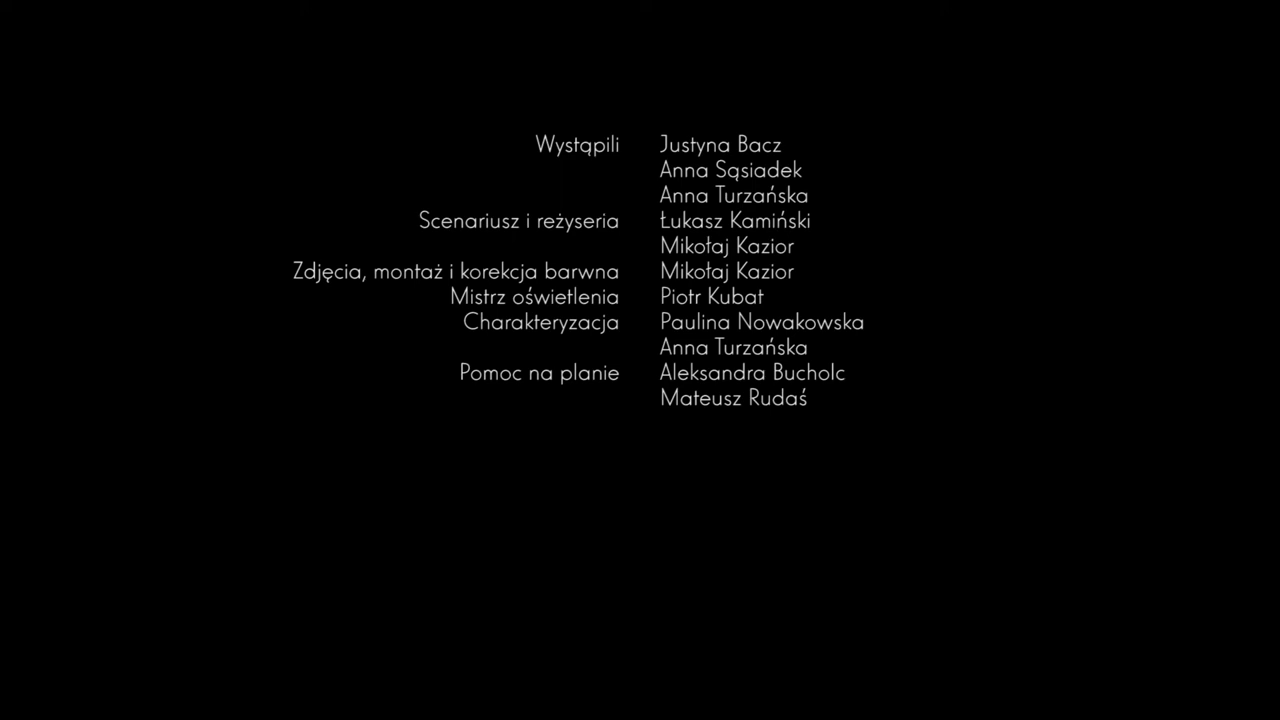 Wystąpili Justyna Bacz
Anna Sąsiadek
Anna Turzańska
Scenariusz i reżyseria Łukasz Kamiński
Mikołaj Kazior
Zdjęcia, montaż i korekcja barwna Mikołaj Kazior
Mistrz oświetlenia Piotr Kubat
Charakteryzacja Paulina Nowakowska
Anna Turzańska
Pomoc na planie Aleksandra Bucholc
Mateusz Rudaś